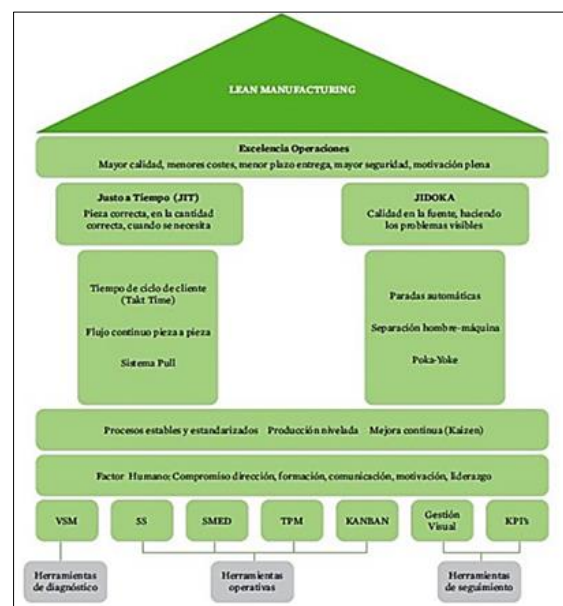 LEAN MANUFACTURING
Excelencia Operaciones
Mayor calidad, menores costes, menor plazo entrega, mayor seguridad, motivación plena
Justo a Tiempo (JIT)
Pieza correcta, en la cantidad
correcta, cuando se necesita
JIDOKA
Calidad en la fuente, haciendo
los problemas visibles
Tiempo de ciclo de cliente
(Takt Time)
Flujo continuo pieza a pieza
Sistema Pull
Paradas automáticas
Separación hombre-máquina
Poka-Yoke
Procesos estables y estandarizados Producción nivelada Mejora continua (Kaizen)
Factor Humano: Compromiso dirección, formación, comunicación, motivación, liderazgo
VSM
5S
SMED
TPM
KANBAN
Gestión
Visual
KPI's
Herramientas
de diagnóstico
Herramientas
operativas
Herramientas
de seguimiento